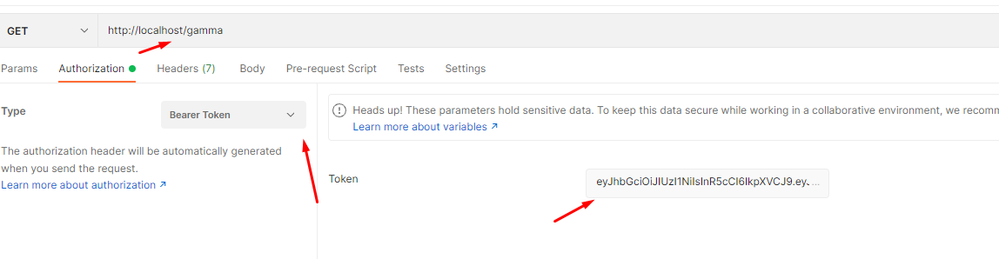 GET http://localhost/gamma
Params Authorization Headers (7) Body Pre-request Script Tests Settings
Type Bearer Token
The authorization header will be automatically generated
when you send the request.
Learn more about authorization ↗
Heads up! These parameters hold sensitive data. To keep this data secure while working in a collaborative environment, we recomm
Learn more about variables ↗
Token eyJhbGciOiJIUzI1NiIsInR5cCI6IkpXVCJ9.ey. ...